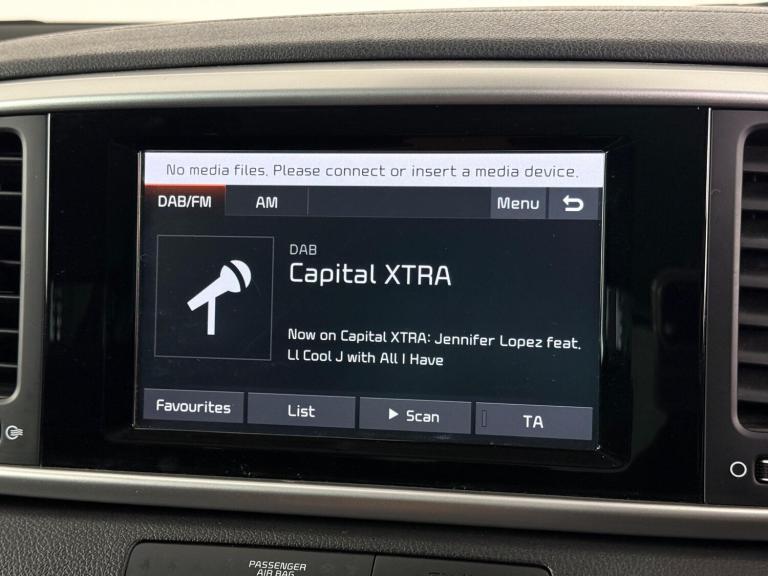 No media files. Please connect or insert a media device.
DAB/FM
AM
Menu
DAB
Capital XTRA
Now on Capital XTRA: Jennifer Lopez feat.
Ll Cool J with All I Have
Favourites
List
Scan
TA
PASSENGER
AIR BAG